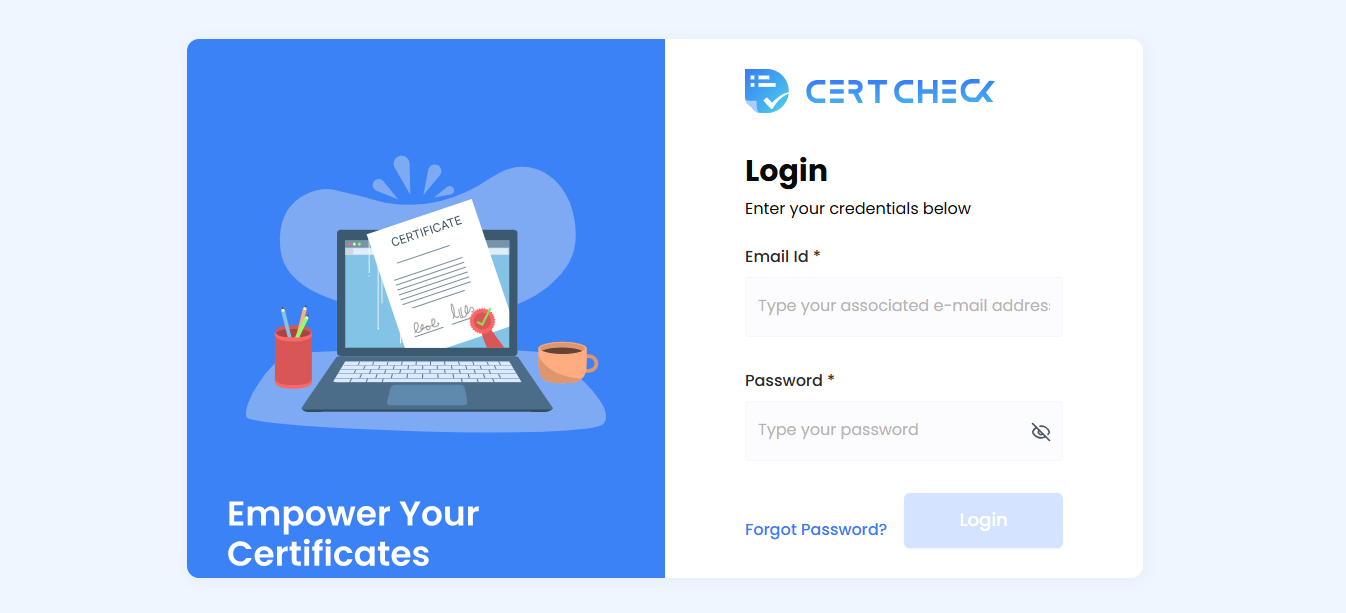 CERTIFICATE
Empower Your
Certificates
CERT CHECK
Login
Enter your credentials below
Email Id *
Type your associated e-mail addres
Password *
Type your password
Forgot Password?
Login